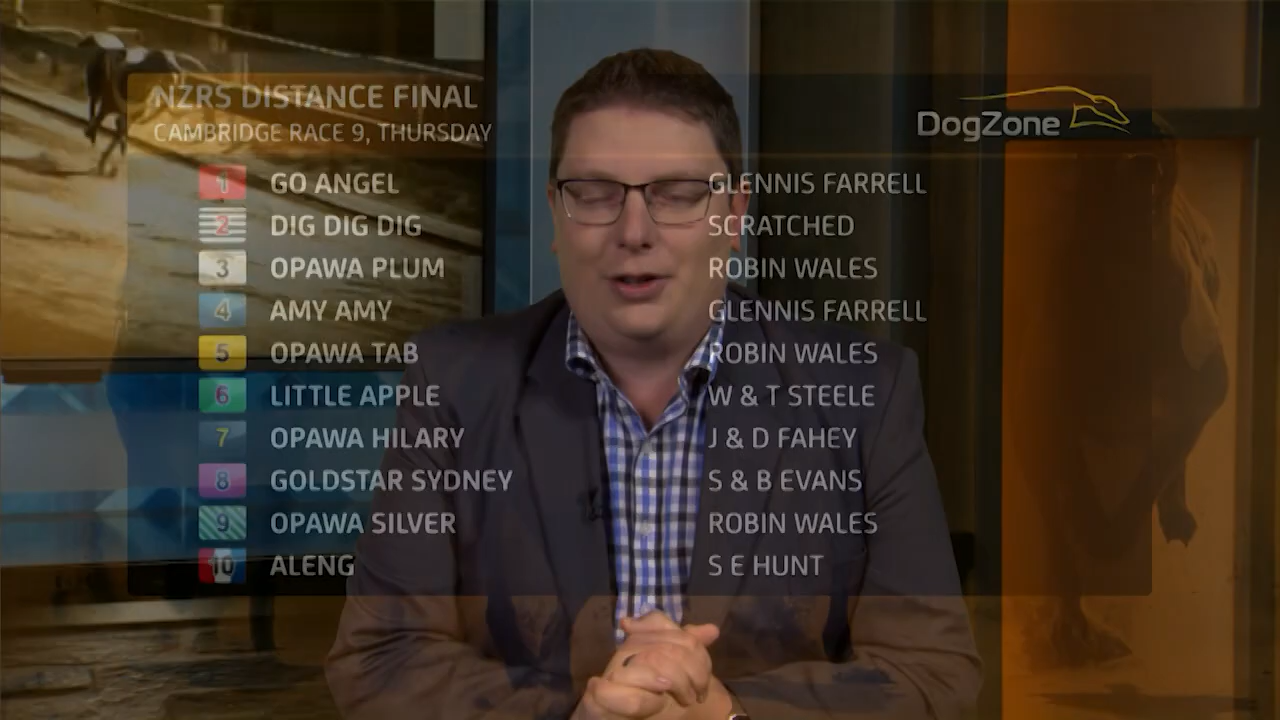 NZRS DISTANCE FINAL
CAMBRIDGE RACE 9, THURSDAY
DogZone
1 GO ANGEL GLENNIS FARRELL
2 DIG DIG DIG SCRATCHED
3 OPAWA PLUM ROBIN WALES
4 AMY AMY GLENNIS FARRELL
5 OPAWA TAB ROBIN WALES
6 LITTLE APPLE W & T STEELE
7 OPAWA HILARY J & D FAHEY
8 GOLDSTAR SYDNEY S & B EVANS
9 OPAWA SILVER ROBIN WALES
10 ALENG S E HUNT